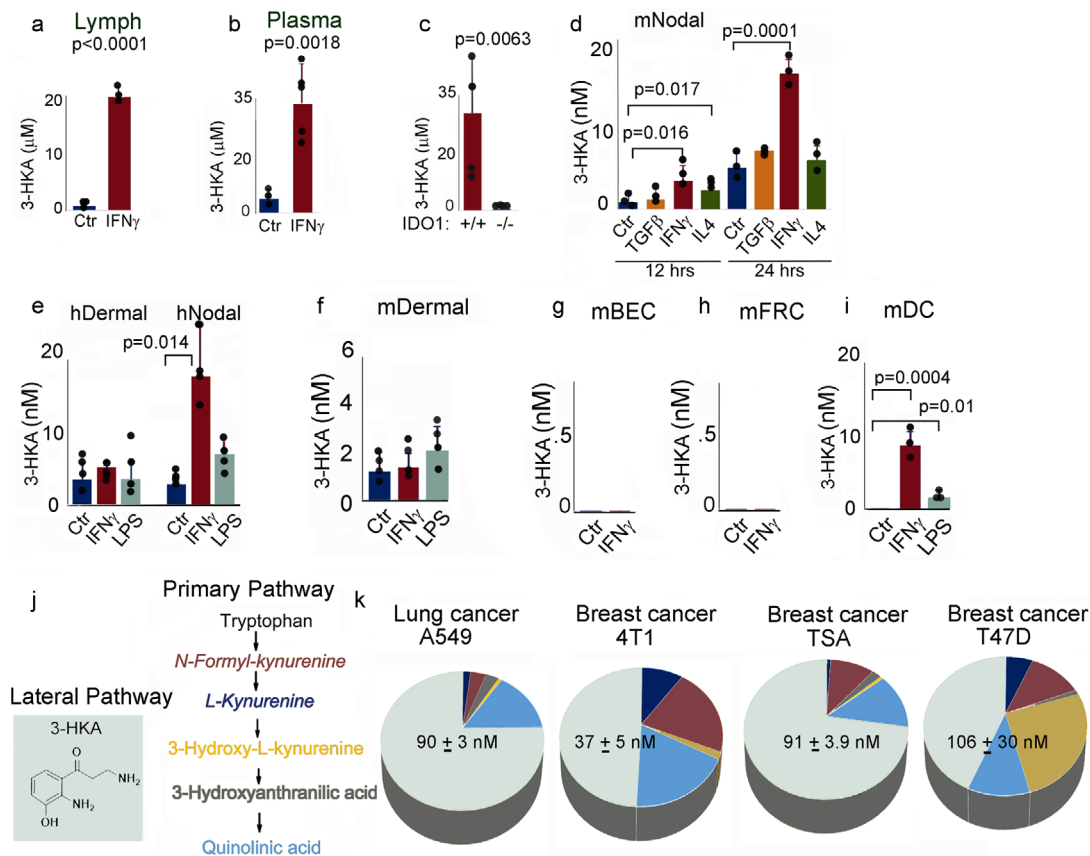 a
Lymph
p<0.0001
3-HKA (μM)
20
10
0
Ctr IFNγ
b
Plasma
p=0.0018
3-HKA (μM)
35
20
0
Ctr IFNγ
c
p=0.0063
3-HKA (μM)
35
20
0
IDO1: +/+ -/-
d
mNodal
3-HKA (nM)
20
10
0
p=0.016
p=0.017
p=0.0001
Ctr TGFβ IFNγ IL4 Ctr TGFβ IFNγ IL4
12 hrs 24 hrs
e
hDermal hNodal
p=0.014
3-HKA (nM)
20
10
0
Ctr IFNγ LPS Ctr IFNγ LPS
f
mDermal
3-HKA (nM)
6
4
2
0
Ctr IFNγ LPS
g
mBEC
3-HKA (nM)
.5
0
Ctr IFNγ
h
mFRC
3-HKA (nM)
.5
0
Ctr IFNγ
i
mDC
3-HKA (nM)
20
10
0
p=0.0004
p=0.01
Ctr IFNγ LPS
j
Primary Pathway
Tryptophan
N-Formyl-kynurenine
L-Kynurenine
3-Hydroxy-L-kynurenine
3-Hydroxyanthranilic acid
Quinolinic acid
Lateral Pathway
3-HKA
O
NH2
NH2
OH
k
Lung cancer
A549
90 ± 3 nM
Breast cancer
4T1
37 ± 5 nM
Breast cancer
TSA
91 ± 3.9 nM
Breast cancer
T47D
106 ± 30 nM